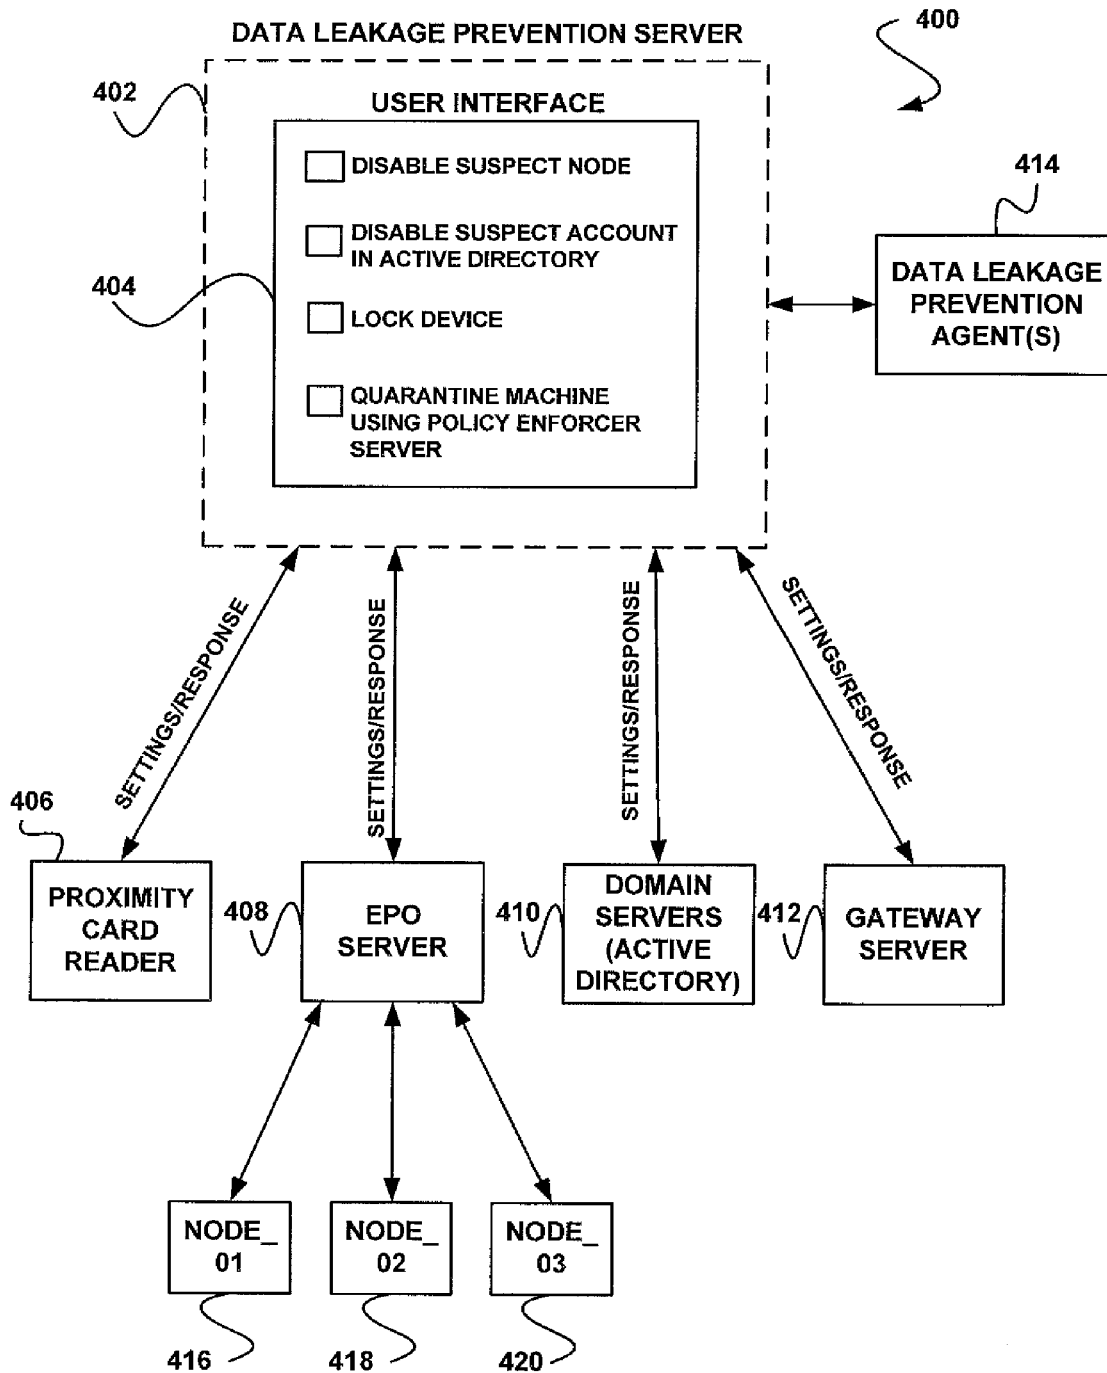 400
DATA LEAKAGE PREVENTION SERVER
402
USER INTERFACE
DISABLE SUSPECT NODE
DISABLE SUSPECT ACCOUNT
IN ACTIVE DIRECTORY
404
LOCK DEVICE
QUARANTINE MACHINE
USING POLICY ENFORCER
SERVER
414
DATA LEAKAGE
PREVENTION
AGENT(S)
SETTINGS/RESPONSE
SETTINGS/RESPONSE
SETTINGS/RESPONSE
SETTINGS/RESPONSE
406
PROXIMITY
CARD
READER
408
EPO
SERVER
410
DOMAIN
SERVERS
(ACTIVE
DIRECTORY)
412
GATEWAY
SERVER
NODE_
01
NODE_
02
NODE_
03
416
418
420